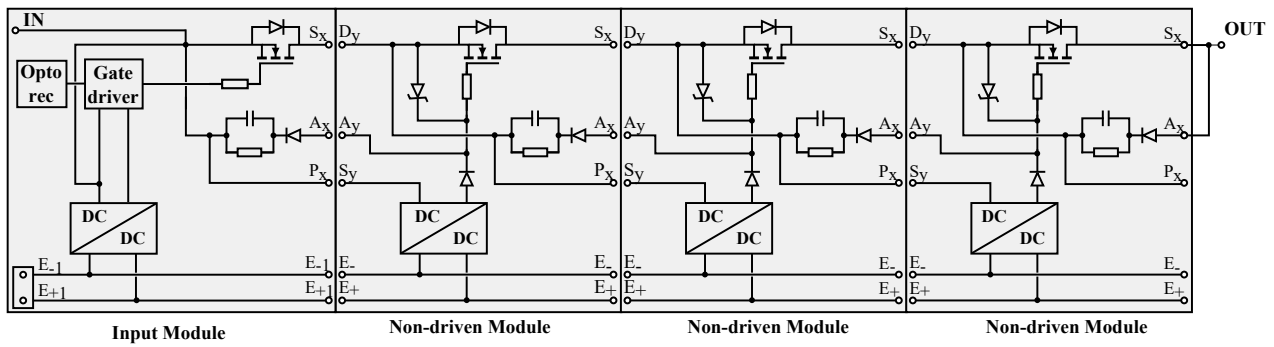 IN Sx Dy Sx Dy Sx Dy Sx OUT
Opto rec
Gate driver
Ax Ay Ax Ay Ax Ay Ax
Px Sy Px Sy Px Sy Px
DC DC DC DC
DC DC DC DC
E-1 E-1 E- E- E- E- E- E-
E+1 E+1 E+ E+ E+ E+ E+ E+
Input Module Non-driven Module Non-driven Module Non-driven Module